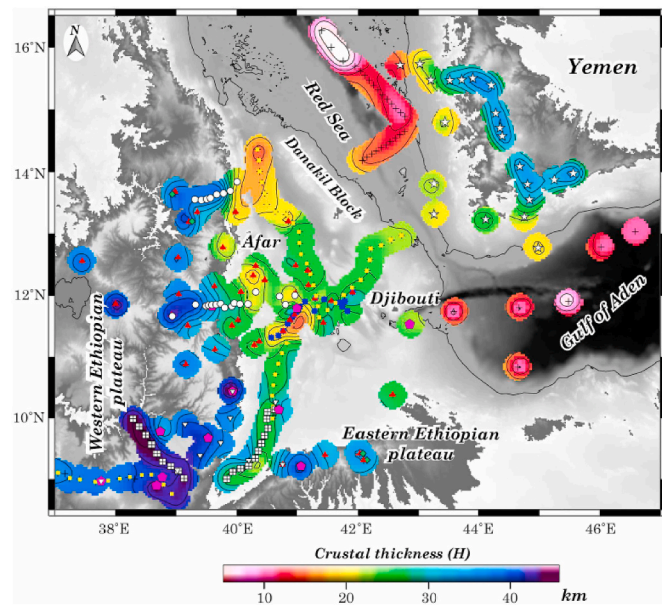 16°N
14°N
12°N
10°N
N
Yemen
Red Sea
Danakil Block
Afar
Djibouti
Gulf of Aden
Western Ethiopian
plateau
Eastern Ethiopian
plateau
38°E 40°E 42°E 44°E 46°E
Crustal thickness (H)
10 20 30 40 km